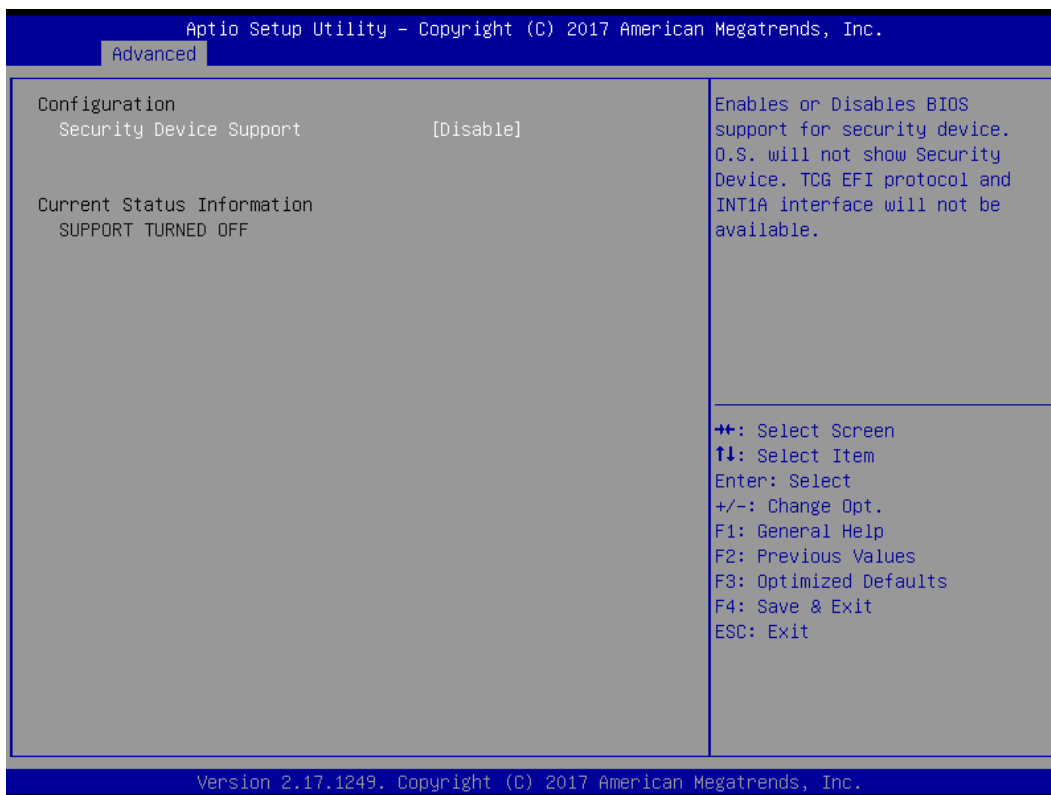 Aptio Setup Utility – Copyright (C) 2017 American Megatrends, Inc.
Advanced
Configuration
Security Device Support [Disable]
Current Status Information
SUPPORT TURNED OFF
Enables or Disables BIOS
support for security device.
O.S. will not show Security
Device. TCG EFI protocol and
INT1A interface will not be
available.
→←: Select Screen
↑↓: Select Item
Enter: Select
+/-: Change Opt.
F1: General Help
F2: Previous Values
F3: Optimized Defaults
F4: Save & Exit
ESC: Exit
Version 2.17.1249. Copyright (C) 2017 American Megatrends, Inc.